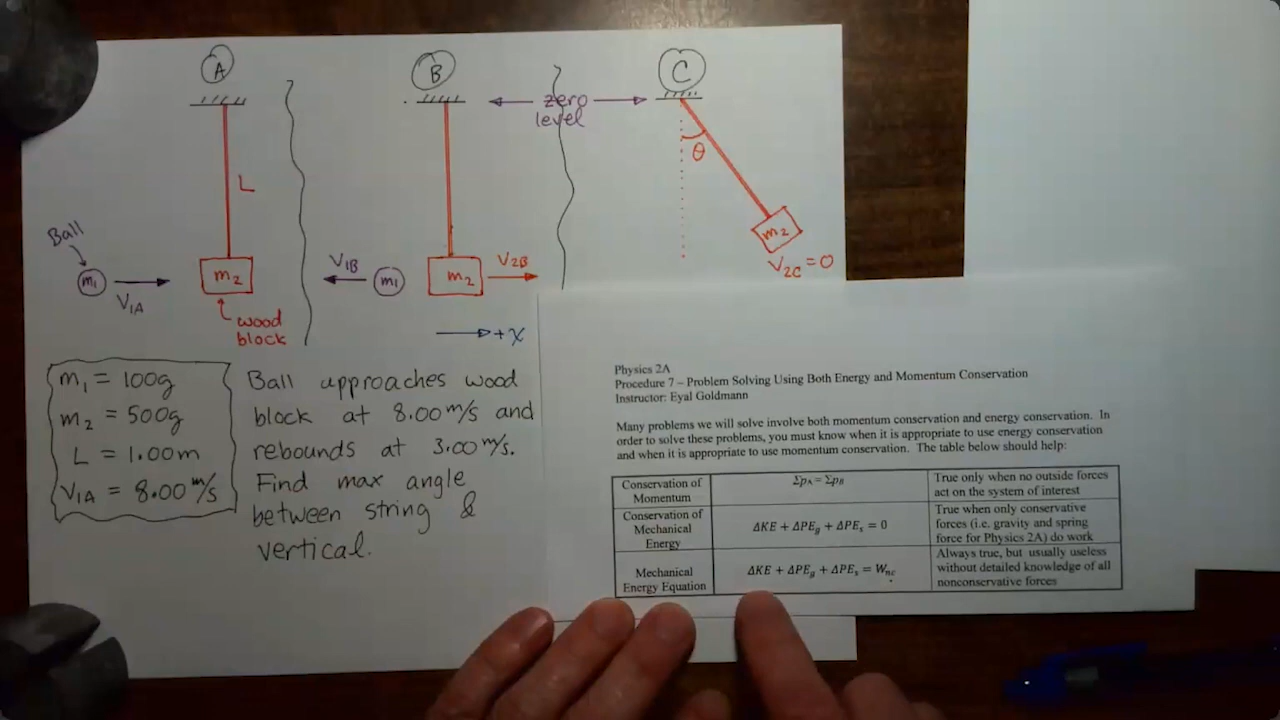 A
B
C
zero
level
L
θ
Ball
m₁
V1A
m₂
wood
block
V1B
m₁
m₂
V2B
+x
m₂
V2C = 0
m₁ = 100g
m₂ = 500g
L = 1.00m
V1A = 8.00 m/s
Ball approaches wood
block at 8.00 m/s and
rebounds at 3.00 m/s.
Find max angle
between string &
vertical.
Physics 2A
Procedure 7 – Problem Solving Using Both Energy and Momentum Conservation
Instructor: Eyal Goldmann
Many problems we will solve involve both momentum conservation and energy conservation. In
order to solve these problems, you must know when it is appropriate to use energy conservation
and when it is appropriate to use momentum conservation. The table below should help:
Conservation of
Momentum
Σp_A = Σp_B
True only when no outside forces
act on the system of interest
Conservation of
Mechanical
Energy
ΔKE + ΔPE_g + ΔPE_s = 0
True when only conservative
forces (i.e. gravity and spring
force for Physics 2A) do work
Mechanical
Energy Equation
ΔKE + ΔPE_g + ΔPE_s = W_nc
Always true, but usually useless
without detailed knowledge of all
nonconservative forces